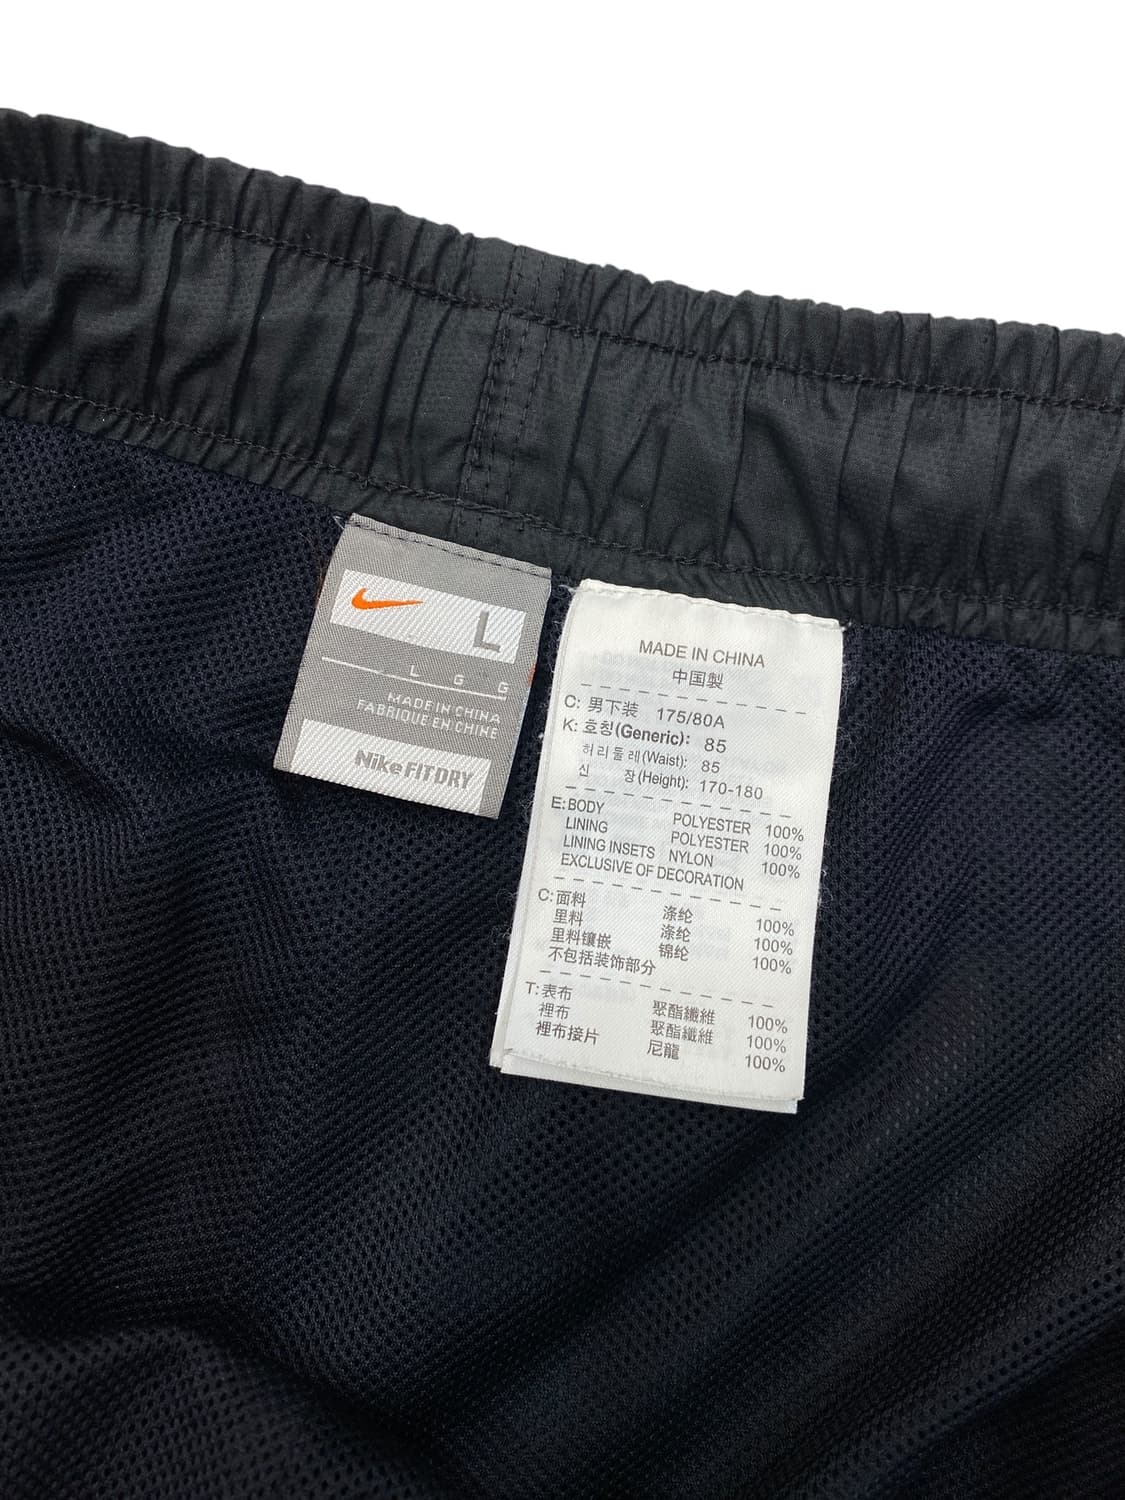 L
L G G
MADE IN CHINA
FABRIQUE EN CHINE
Nike FITDRY
MADE IN CHINA
中国製
C: 男下装 175/80A
K: 호칭(Generic): 85
허리둘레(Waist): 85
신 장(Height): 170-180
E: BODY POLYESTER 100%
LINING POLYESTER 100%
LINING INSETS NYLON 100%
EXCLUSIVE OF DECORATION
C: 面料 涤纶 100%
里料 涤纶 100%
里料镶嵌 锦纶 100%
不包括装饰部分
T: 表布 聚酯纖維 100%
裡布 聚酯纖維 100%
裡布接片 尼龍 100%